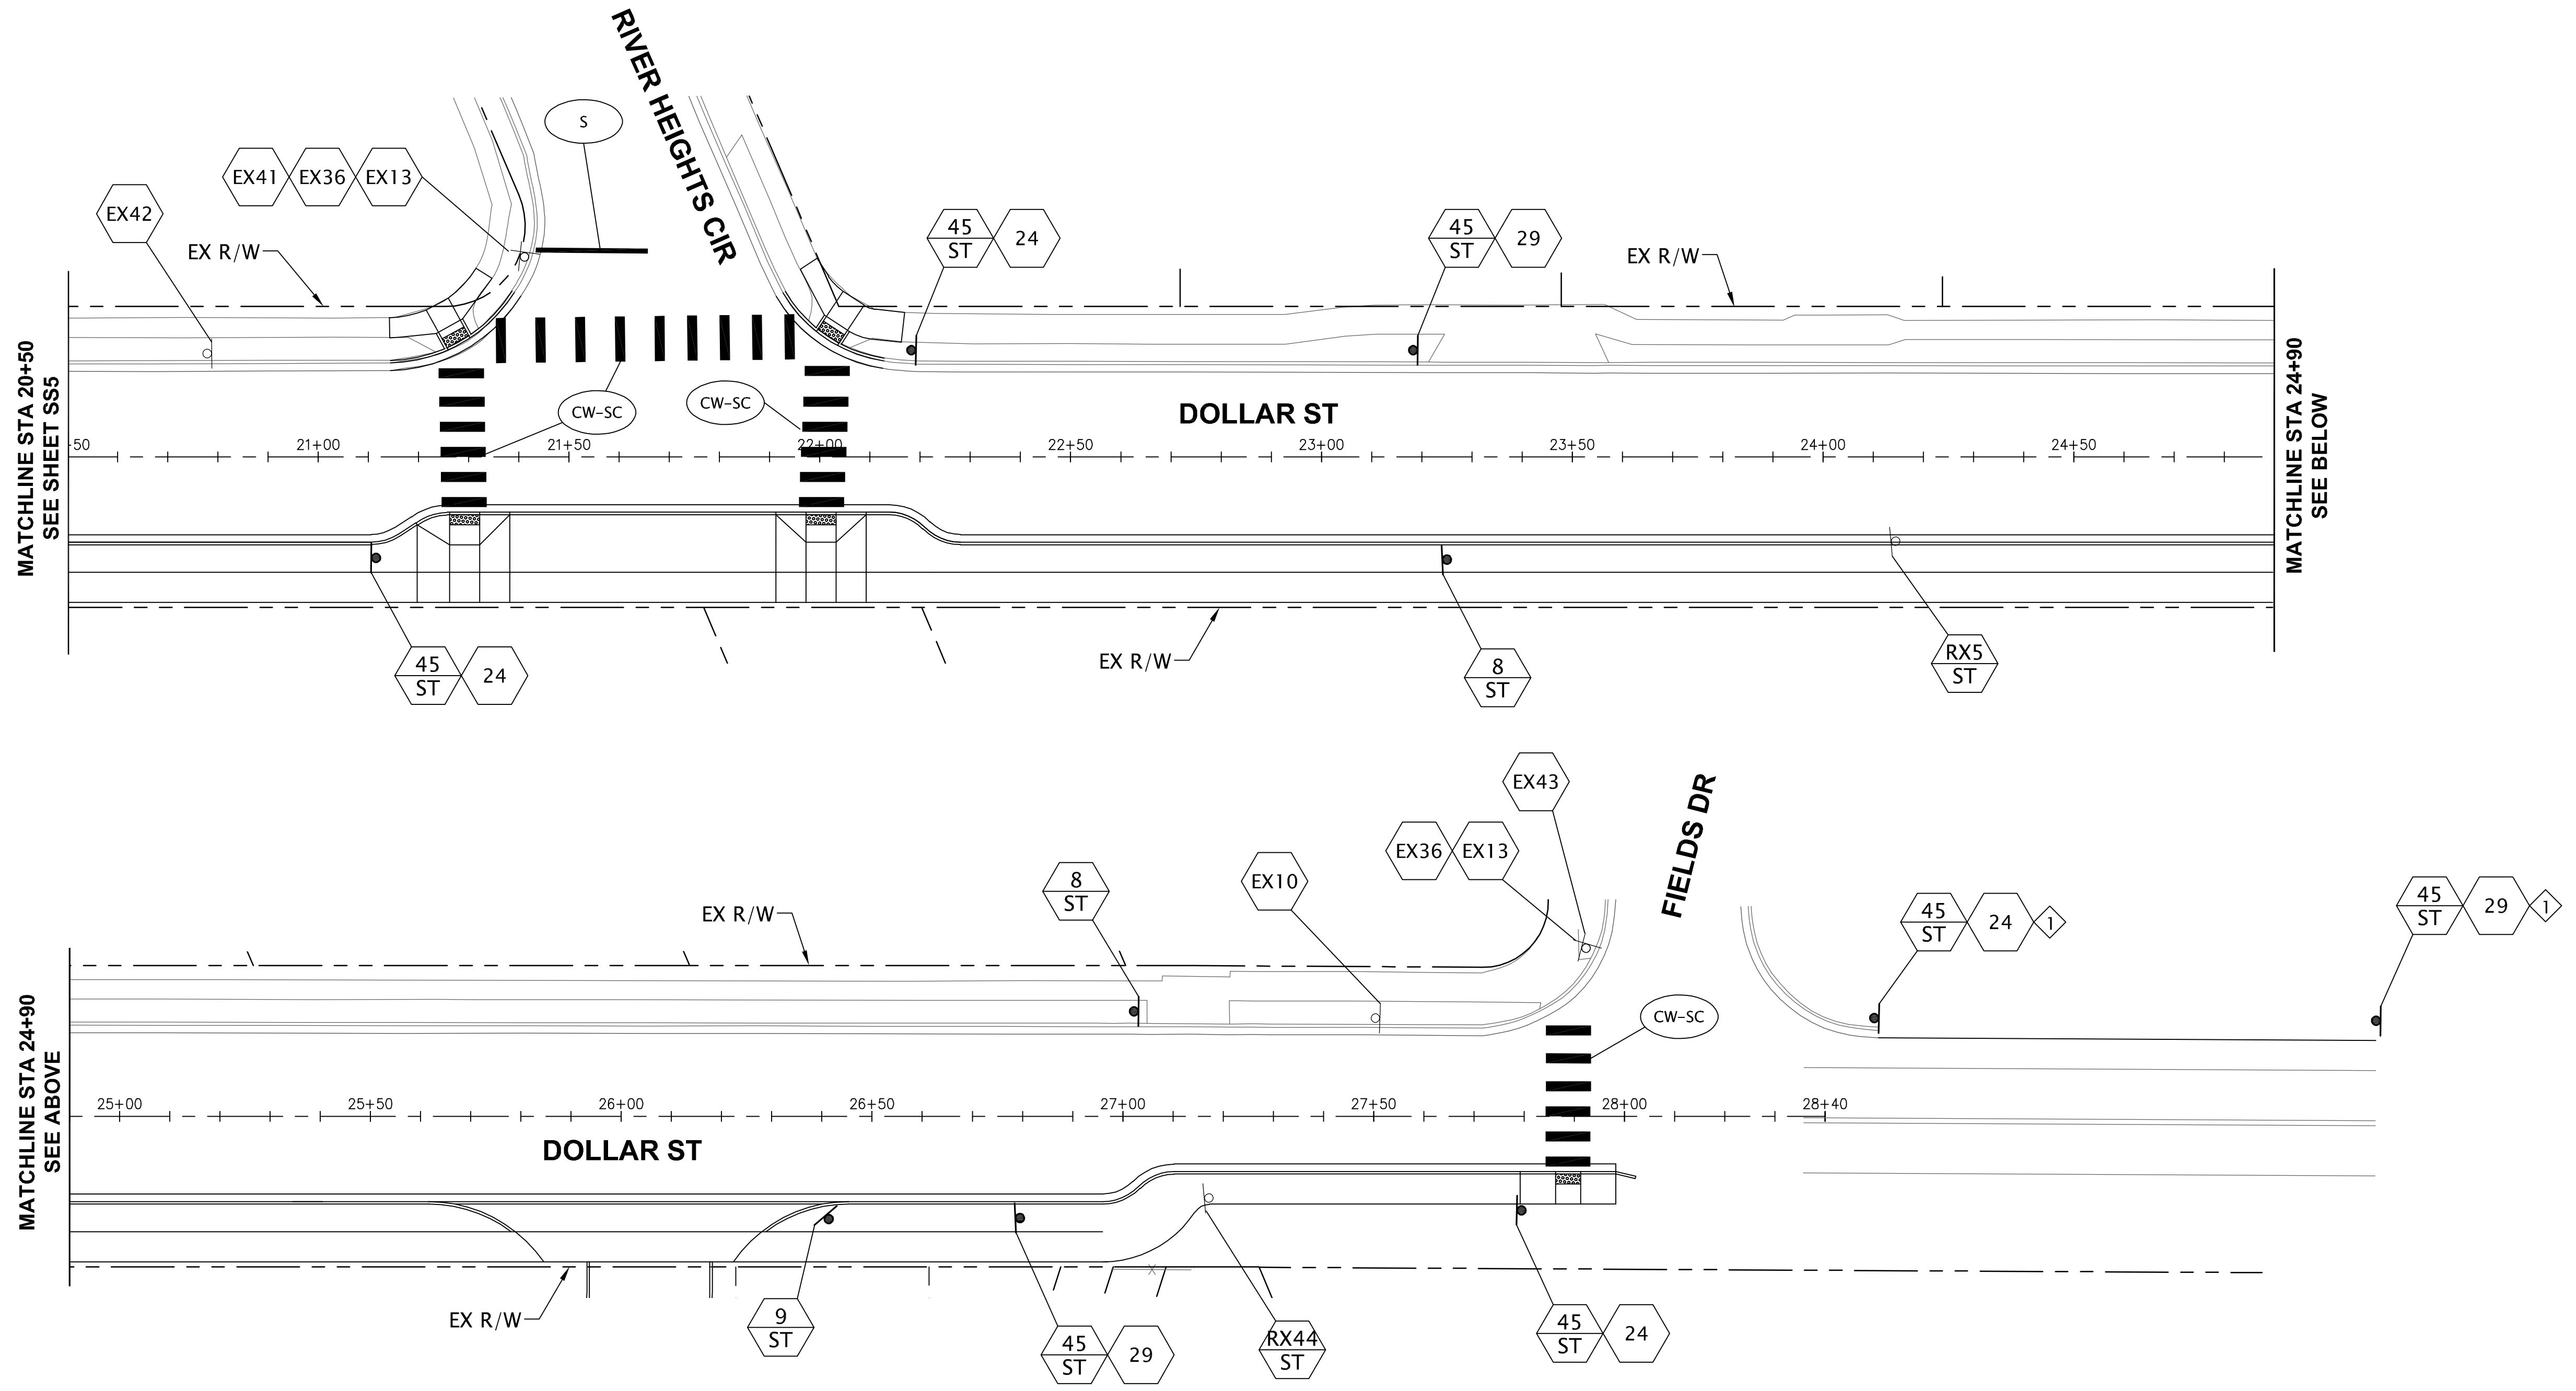 RIVER HEIGHTS CIR
S
EX41 EX36 EX13
EX42
EX R/W
45
ST
24
45
ST
29
EX R/W
MATCHLINE STA 20+50
SEE SHEET SS5
CW-SC
CW-SC
DOLLAR ST
MATCHLINE STA 24+90
SEE BELOW
+50 21+00 21+50 22+00 22+50 23+00 23+50 24+00 24+50
45
ST
24
EX R/W
8
ST
RX5
ST
EX43
FIELDS DR
EX36 EX13
EX10
8
ST
EX R/W
45
ST
24
1
45
ST
29
1
MATCHLINE STA 24+90
SEE ABOVE
CW-SC
25+00 25+50 26+00 26+50 27+00 27+50 28+00 28+40
DOLLAR ST
EX R/W
9
ST
45
ST
29
RX44
ST
45
ST
24